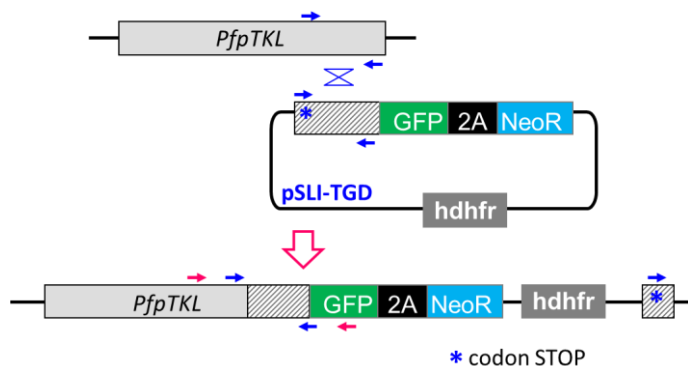 PfpTKL
* GFP 2A NeoR
pSLI-TGD
hdhfr
PfpTKL GFP 2A NeoR hdhfr *
* codon STOP